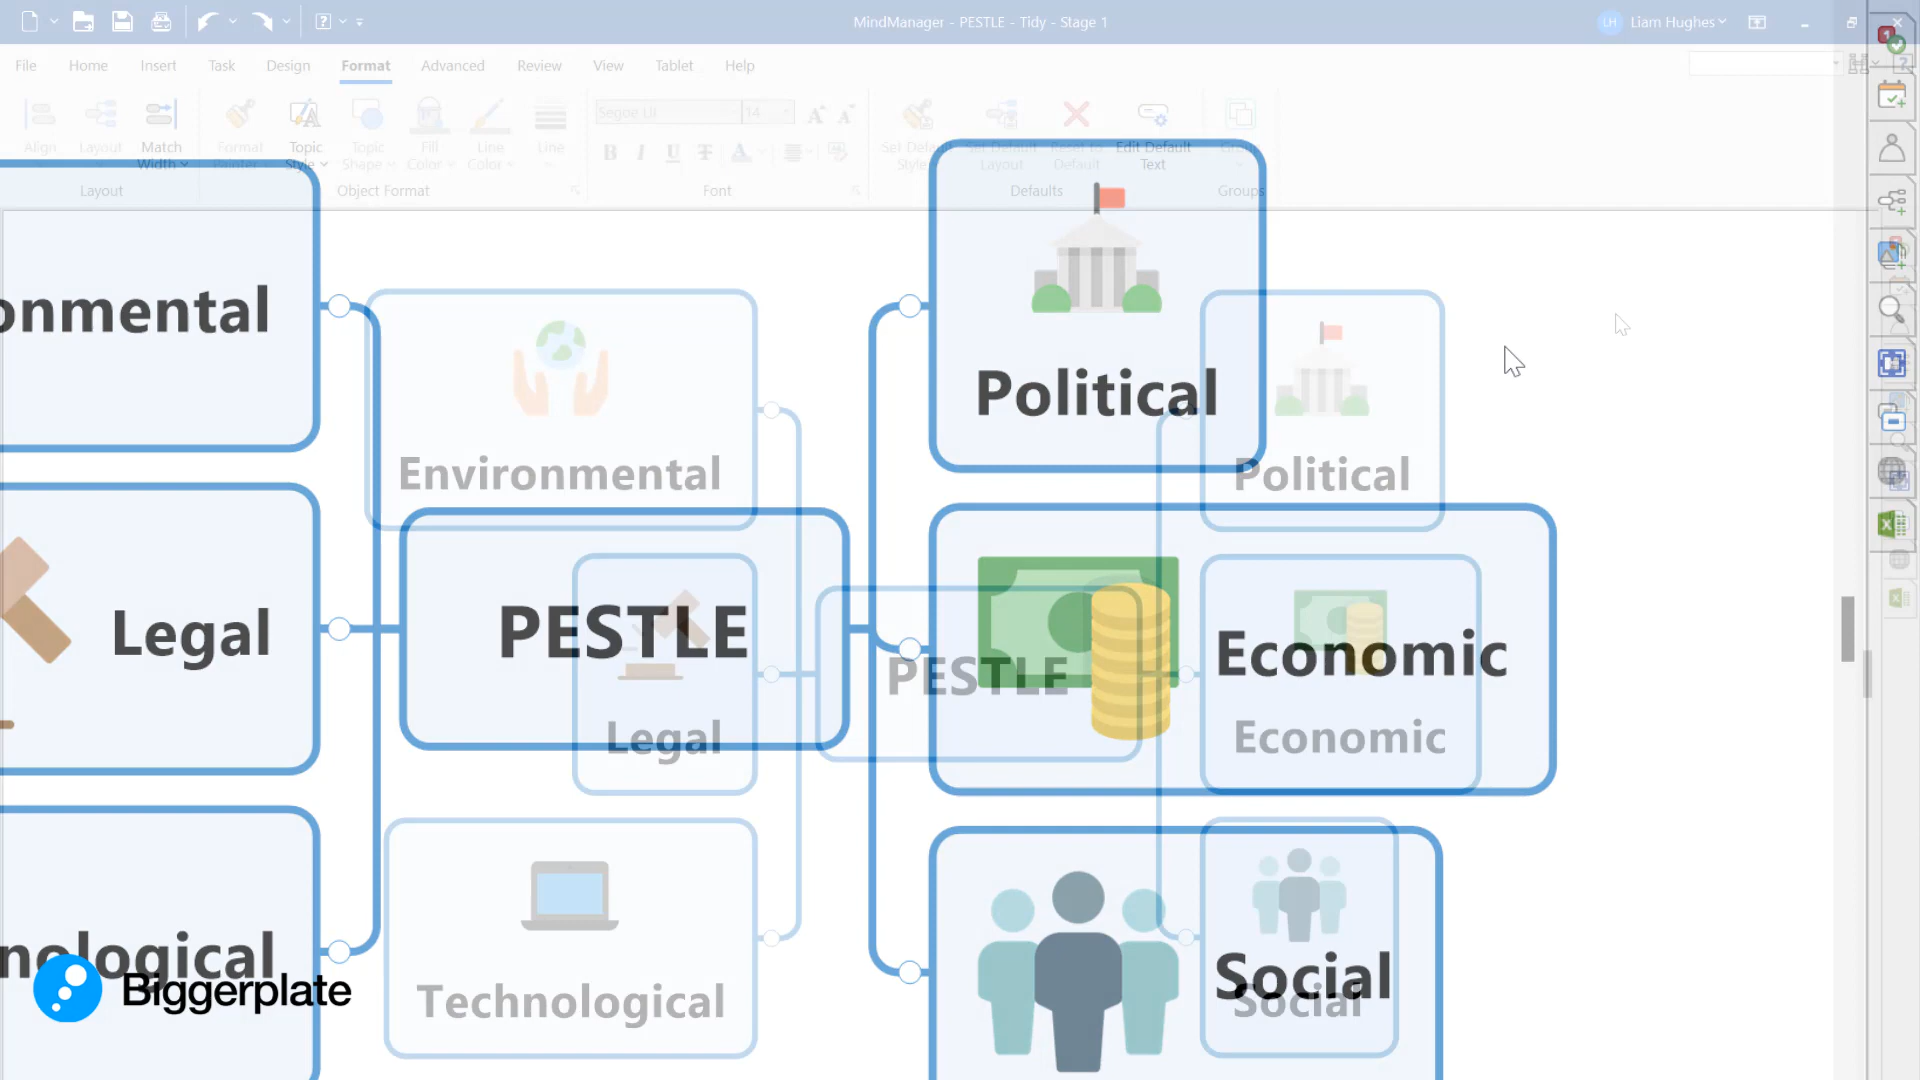 MindManager - PESTLE - Tidy - Stage 1
LH
Liam Hughes
File Home Insert Task Design Format Advanced Review View Tablet Help
Segoe UI
14
Align Layout Match Width
Format Painter
Topic Style
Topic Shape
Fill Color
Line Color
Line
B I U
Set Default Style
Set Default Layout
Reset to Default
Edit Default Text
Layout
Object Format
Font
Defaults
Groups
onmental
Political
Environmental
Political
Legal
PESTLE
Economic
PESTLE
Legal
Economic
nological
Social
Technological
Social
Biggerplate